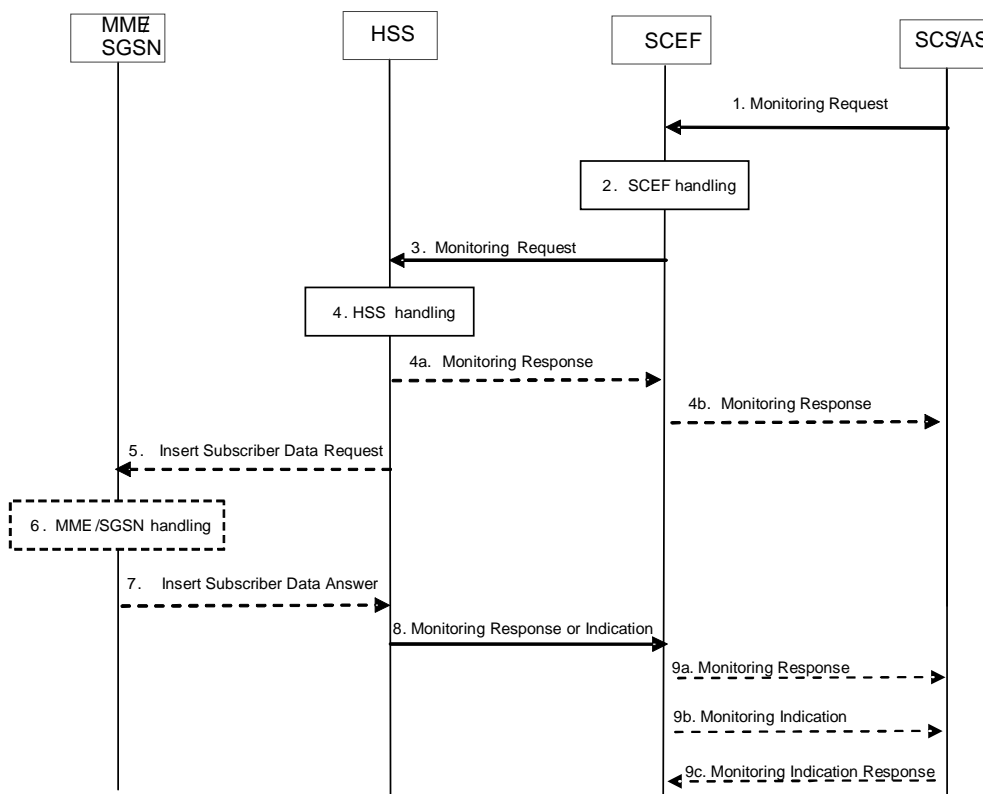 MME/
SGSN
HSS
SCEF
SCS/AS
1. Monitoring Request
2. SCEF handling
3. Monitoring Request
4. HSS handling
4a. Monitoring Response
4b. Monitoring Response
5. Insert Subscriber Data Request
6. MME/SGSN handling
7. Insert Subscriber Data Answer
8. Monitoring Response or Indication
9a. Monitoring Response
9b. Monitoring Indication
9c. Monitoring Indication Response